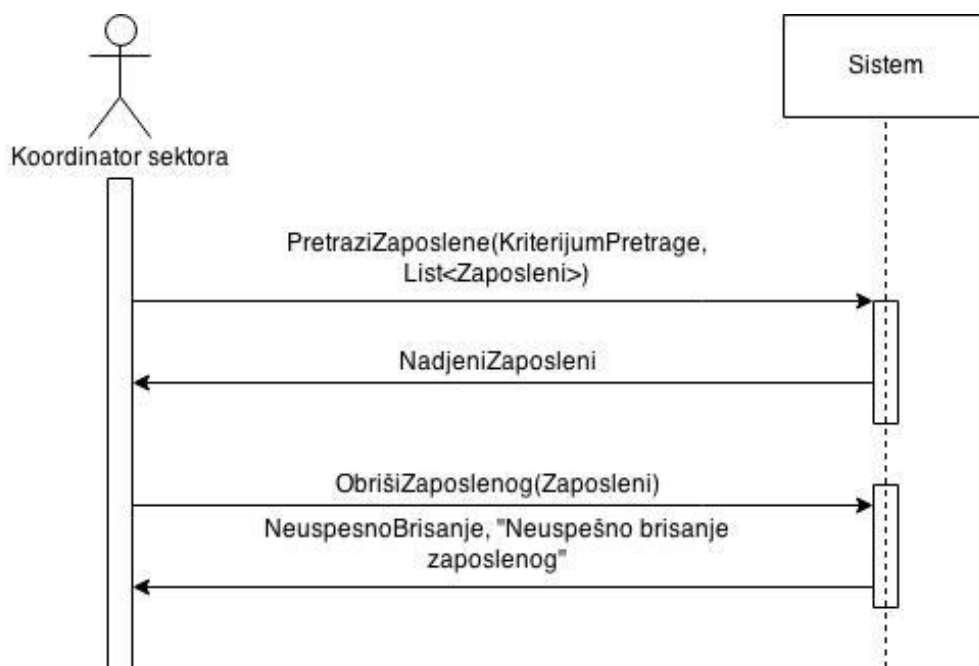 Sistem
Koordinator sektora
PretraziZaposlene(KriterijumPretrage,
List<Zaposleni>)
NadjeniZaposleni
ObrišiZaposlenog(Zaposleni)
NeuspesnoBrisanje, "Neuspešno brisanje
zaposlenog"